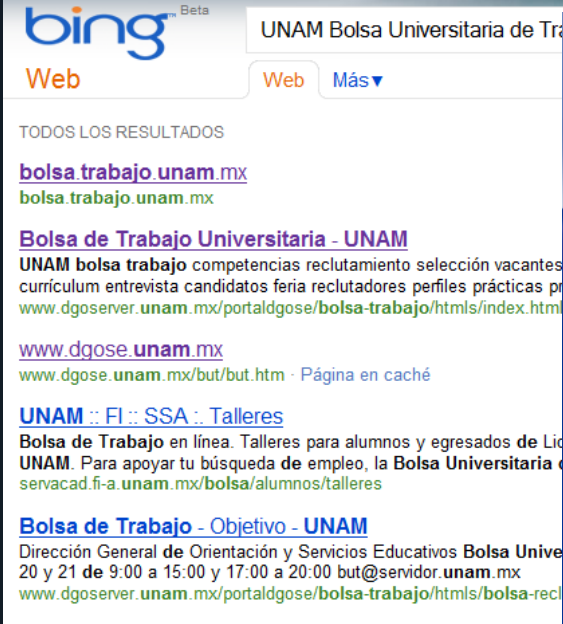 bing Beta
UNAM Bolsa Universitaria de
Web
Web Más▼
TODOS LOS RESULTADOS
bolsa.trabajo.unam.mx
bolsa.trabajo.unam.mx
Bolsa de Trabajo Universitaria - UNAM
UNAM bolsa trabajo competencias reclutamiento selección vacantes
currículum entrevista candidatos feria reclutadores perfiles prácticas
www.dgoserver.unam.mx/portaldgose/bolsa-trabajo/htmls/index.html
www.dgose.unam.mx
www.dgose.unam.mx/but/but.htm · Página en caché
UNAM :: FI :: SSA :. Talleres
Bolsa de Trabajo en línea. Talleres para alumnos y egresados de
UNAM. Para apoyar tu búsqueda de empleo, la Bolsa Universitaria
servacad.fi-a.unam.mx/bolsa/alumnos/talleres
Bolsa de Trabajo - Objetivo - UNAM
Dirección General de Orientación y Servicios Educativos Bolsa
20 y 21 de 9:00 a 15:00 y 17:00 a 20:00 but@servidor.unam.mx
www.dgoserver.unam.mx/portaldgose/bolsa-trabajo/htmls/bolsa-recl